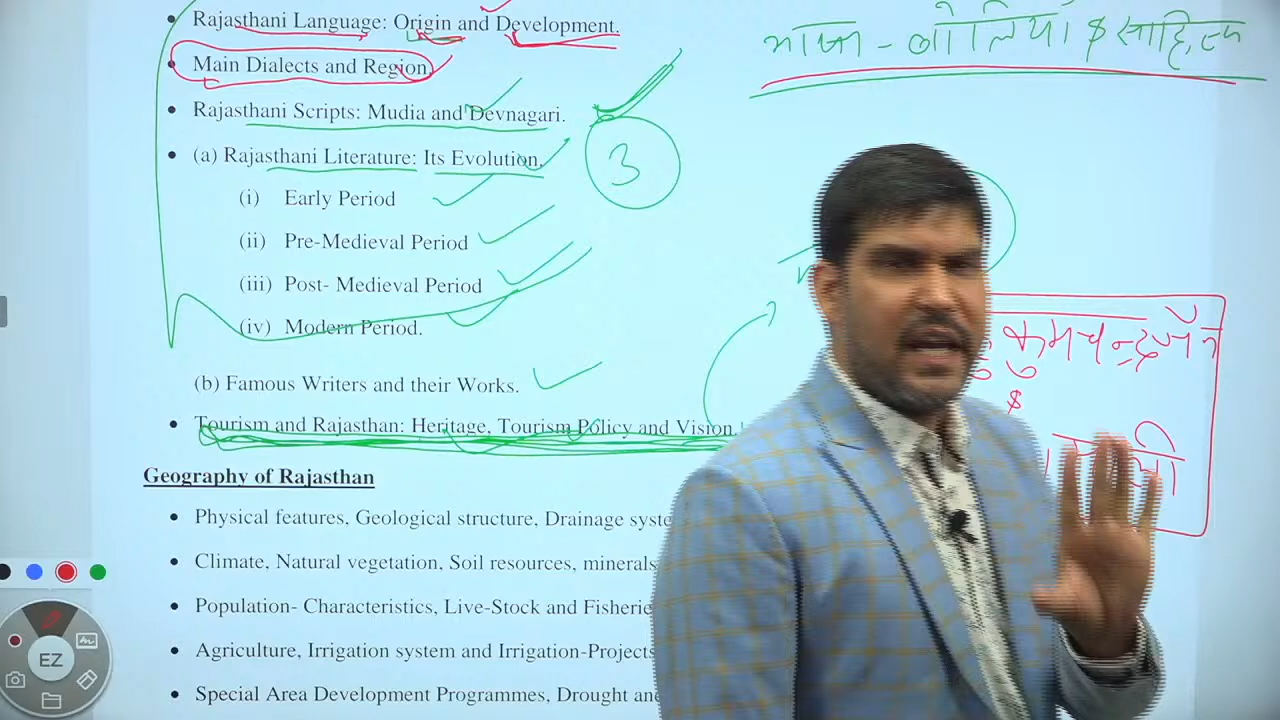 Rajasthani Language: Origin and Development.
भाषा - बोलियां & साहित्य
Main Dialects and Region
Rajasthani Scripts: Mudia and Devnagari.
3
(a) Rajasthani Literature: Its Evolution,
(i) Early Period
(ii) Pre-Medieval Period
(iii) Post- Medieval Period
(iv) Modern Period.
(b) Famous Writers and their Works.
Tourism and Rajasthan: Heritage, Tourism Policy and Vision.
Geography of Rajasthan
Physical features, Geological structure, Drainage syste
Climate, Natural vegetation, Soil resources, minerals
Population- Characteristics, Live-Stock and Fisherie
Agriculture, Irrigation system and Irrigation-Projects
Special Area Development Programmes, Drought and
EZ